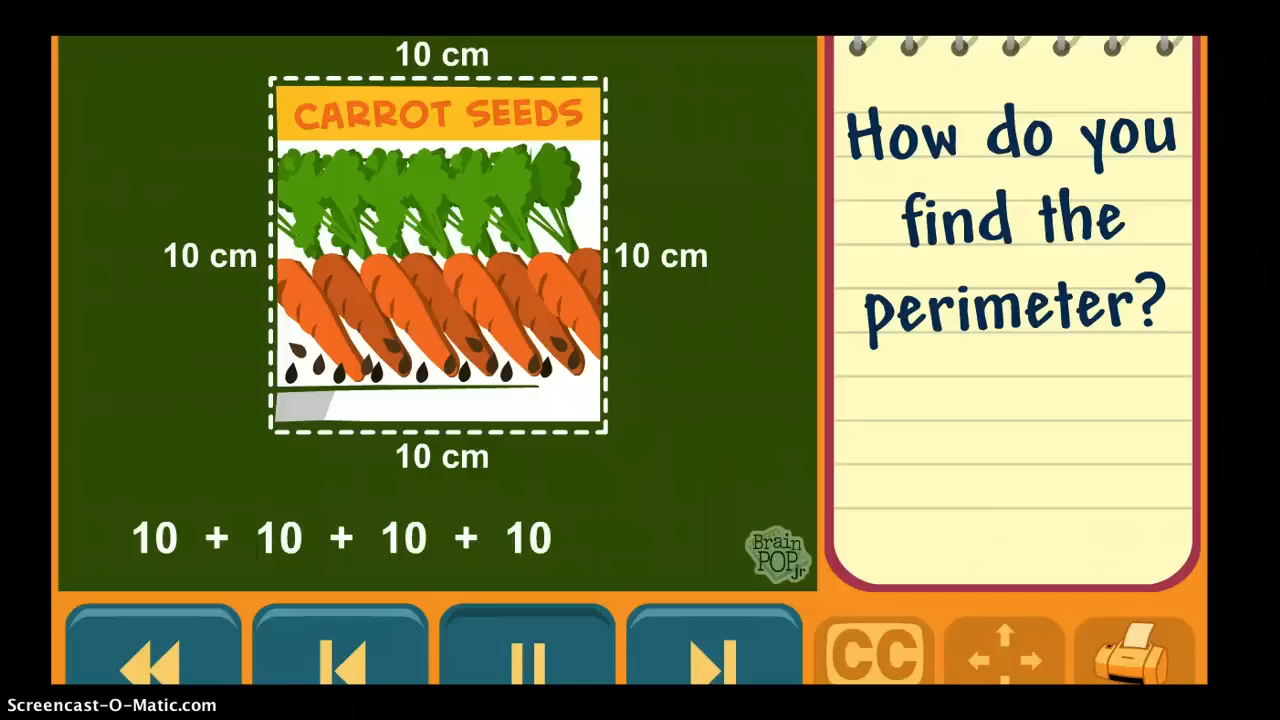 10 cm
CARROT SEEDS
10 cm
10 cm
10 cm
10 + 10 + 10 + 10
Brain
POP
jr
How do you
find the
perimeter?
CC
Screencast-O-Matic.com